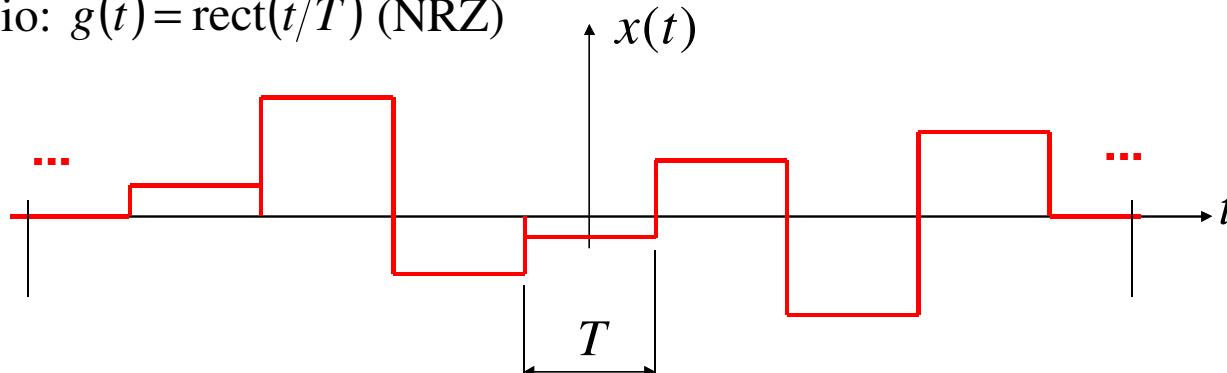 io: g(t) = rect(t/T) (NRZ)
x(t)
...
...
t
T